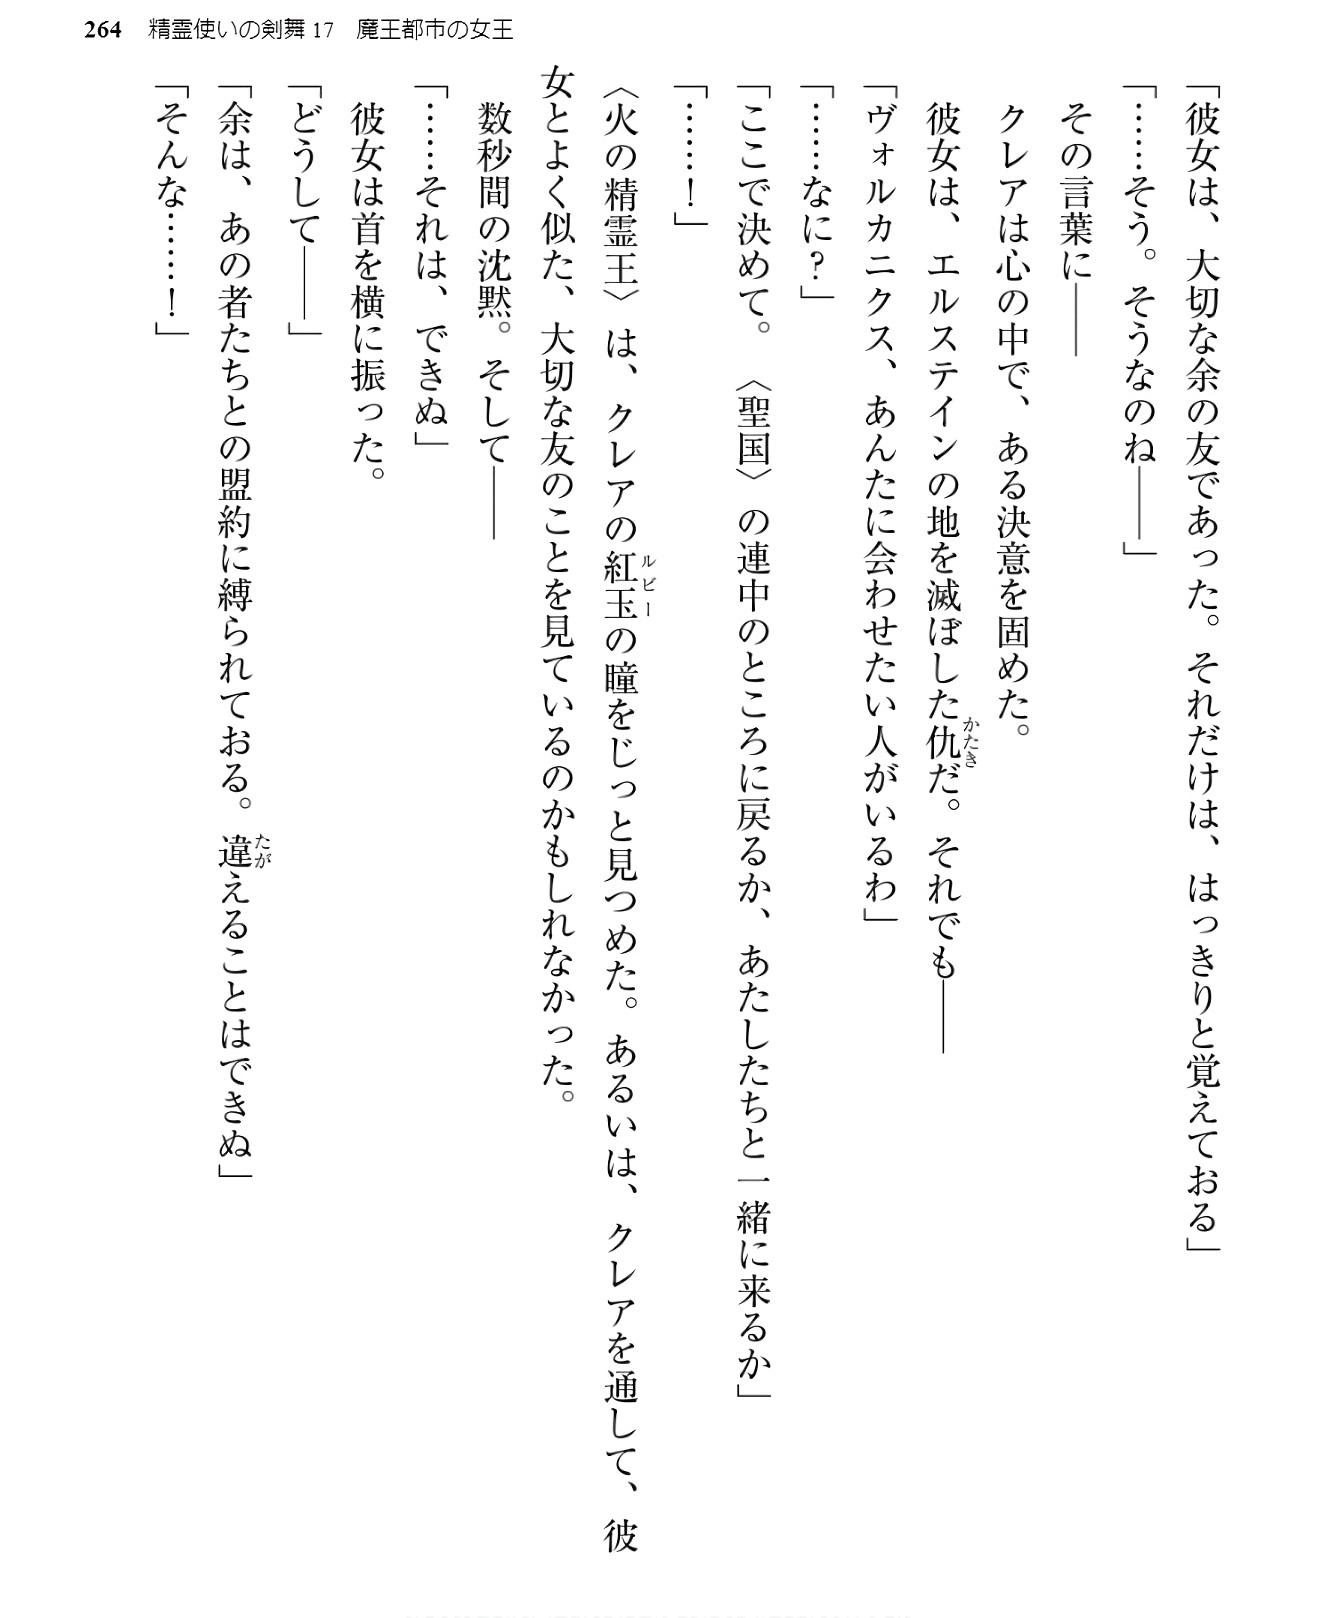 264 精霊使いの剣舞17 魔王都市の女王
「彼女は、大切な余の友であった。それだけは、はっきりと覚えておる」
「……そう。そうなのね――」
その言葉に――
クレアは心の中で、ある決意を固めた。
彼女は、エルステインの地を滅ぼした仇だ。それでも――
「ヴォルカニクス、あんたに会わせたい人がいるわ」
「……なに?」
「ここで決めて。〈聖国〉の連中のところに戻るか、あたしたちと一緒に来るか」
「……!」
〈火の精霊王〉は、クレアの紅玉の瞳をじっと見つめた。あるいは、クレアを通して、彼
女とよく似た、大切な友のことを見ているのかもしれなかった。
数秒間の沈黙。そして――
「……それは、できぬ」
彼女は首を横に振った。
「どうして――」
「余は、あの者たちとの盟約に縛られておる。違えることはできぬ」
「そんな……!」
かたき
ルビー
たが